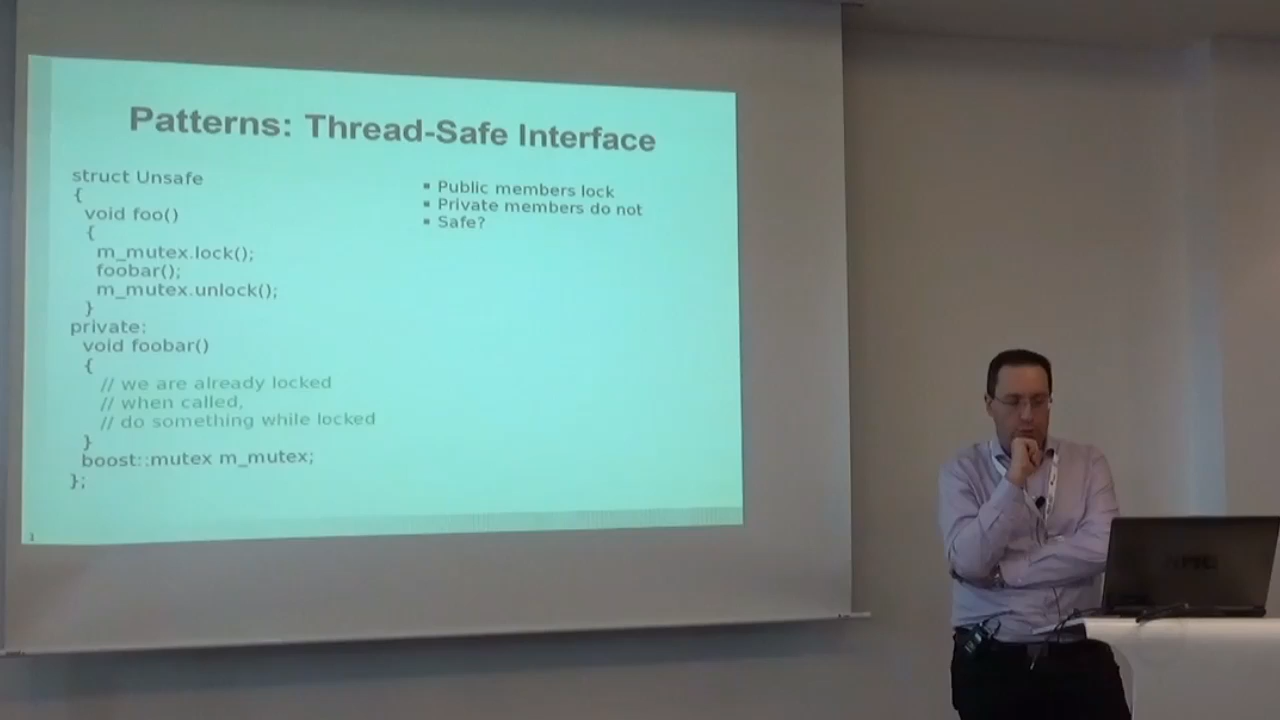 Patterns: Thread-Safe Interface
struct Unsafe
{
void foo()
{
m_mutex.lock();
foobar();
m_mutex.unlock();
}
private:
void foobar()
{
// we are already locked
// when called,
// do something while locked
}
boost::mutex m_mutex;
};
▪ Public members lock
▪ Private members do not
▪ Safe?
1